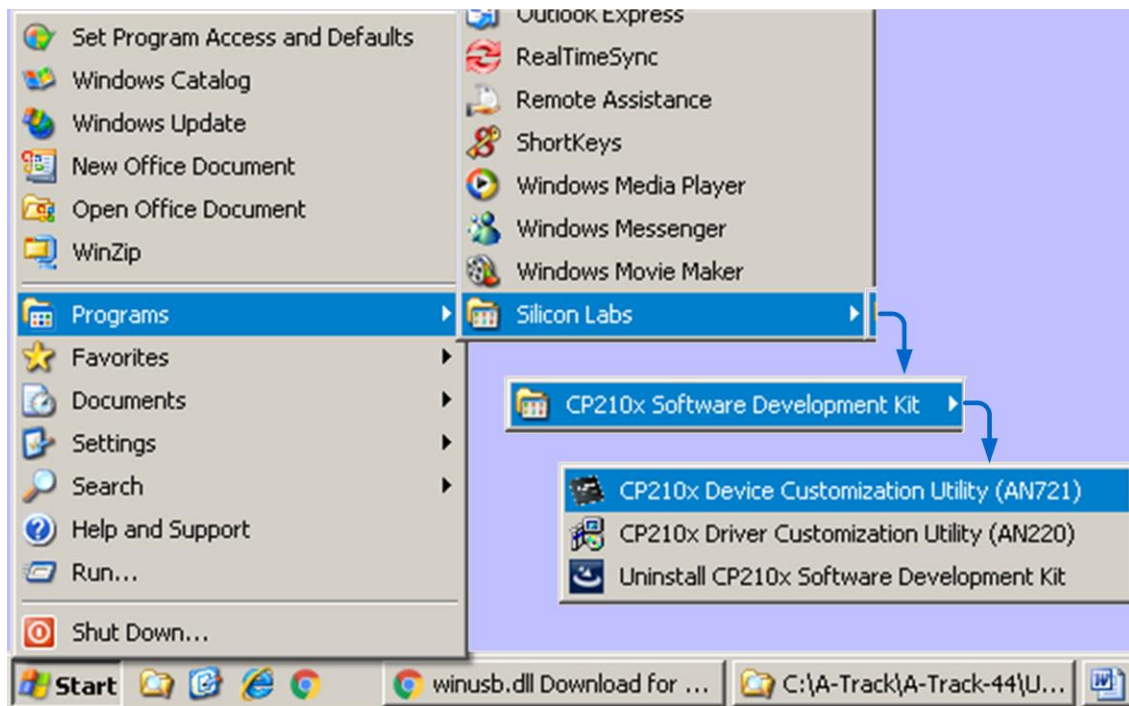 Set Program Access and Defaults
Windows Catalog
Windows Update
New Office Document
Open Office Document
WinZip
Programs
Favorites
Documents
Settings
Search
Help and Support
Run...
Shut Down...
Outlook Express
RealTimeSync
Remote Assistance
ShortKeys
Windows Media Player
Windows Messenger
Windows Movie Maker
Silicon Labs
CP210x Software Development Kit
CP210x Device Customization Utility (AN721)
CP210x Driver Customization Utility (AN220)
Uninstall CP210x Software Development Kit
Start
winusb.dll Download for ...
C:\A-Track\A-Track-44\U...